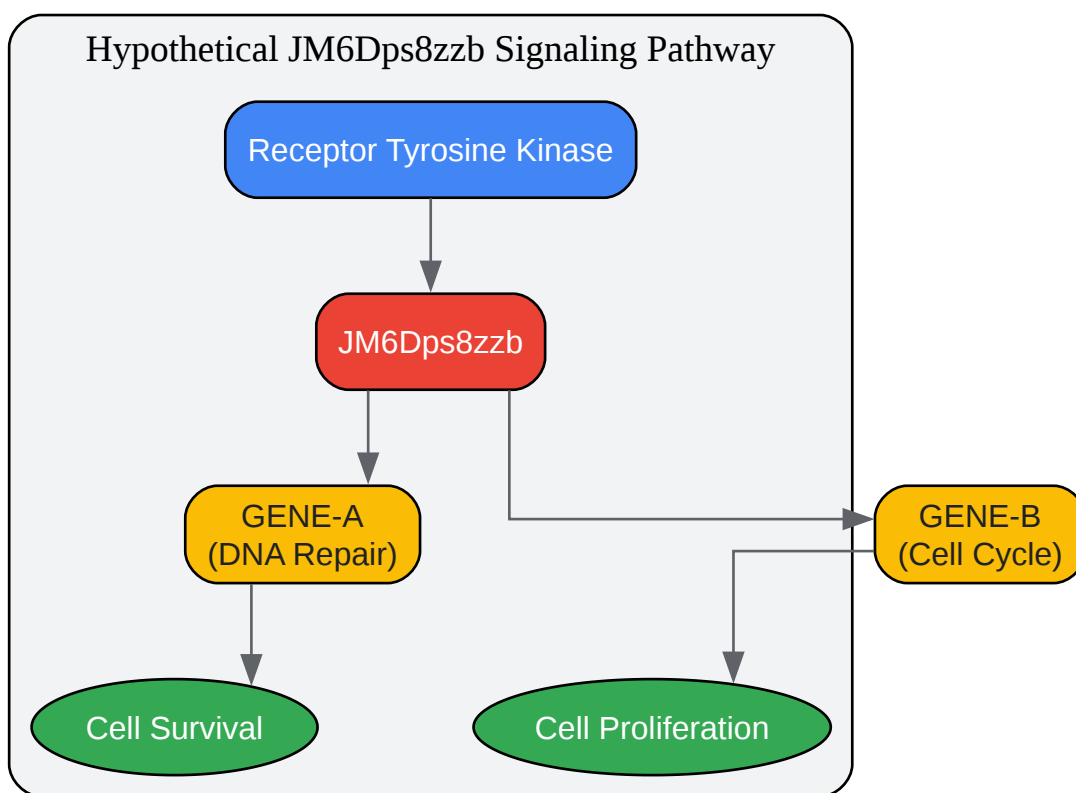 Hypothetical JM6Dps8zzb Signaling Pathway
Receptor Tyrosine Kinase
JM6Dps8zzb
GENE-A
(DNA Repair)
GENE-B
(Cell Cycle)
Cell Survival
Cell Proliferation